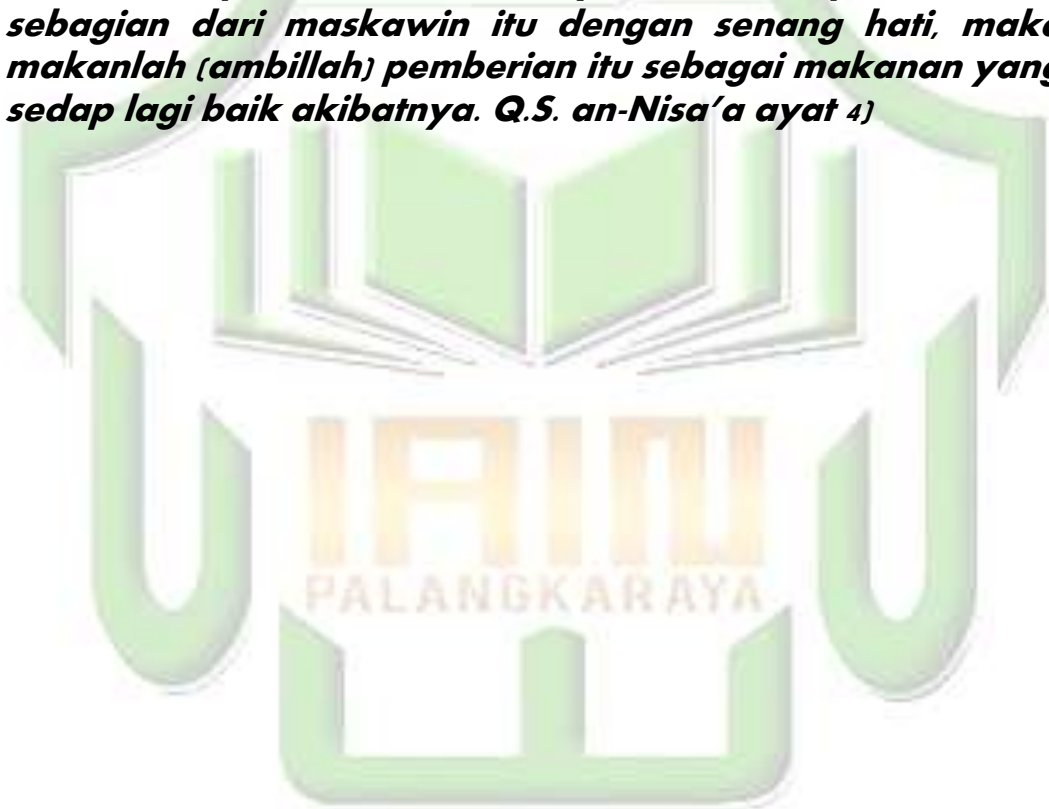 sebagian dari maskawin itu dengan senang hati, maka
makanlah (ambillah) pemberian itu sebagai makanan yang
sedap lagi baik akibatnya. Q.S. an-Nisa’a ayat 4)
IAIN
PALANGKARAYA